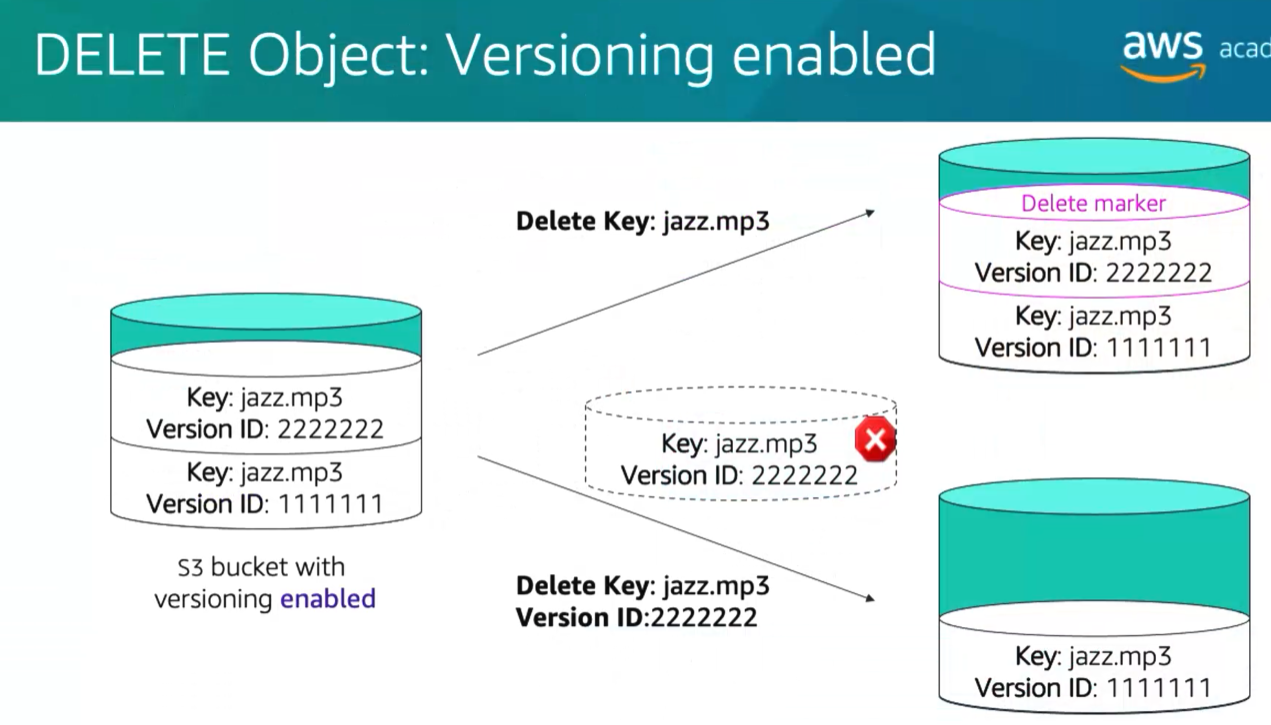 DELETE Object: Versioning enabled
aws acad
Delete Key: jazz.mp3
Delete marker
Key: jazz.mp3
Version ID: 2222222
Key: jazz.mp3
Version ID: 1111111
Key: jazz.mp3
Version ID: 2222222
Key: jazz.mp3
Version ID: 1111111
S3 bucket with
versioning enabled
Key: jazz.mp3
Version ID: 2222222
Delete Key: jazz.mp3
Version ID:2222222
Key: jazz.mp3
Version ID: 1111111